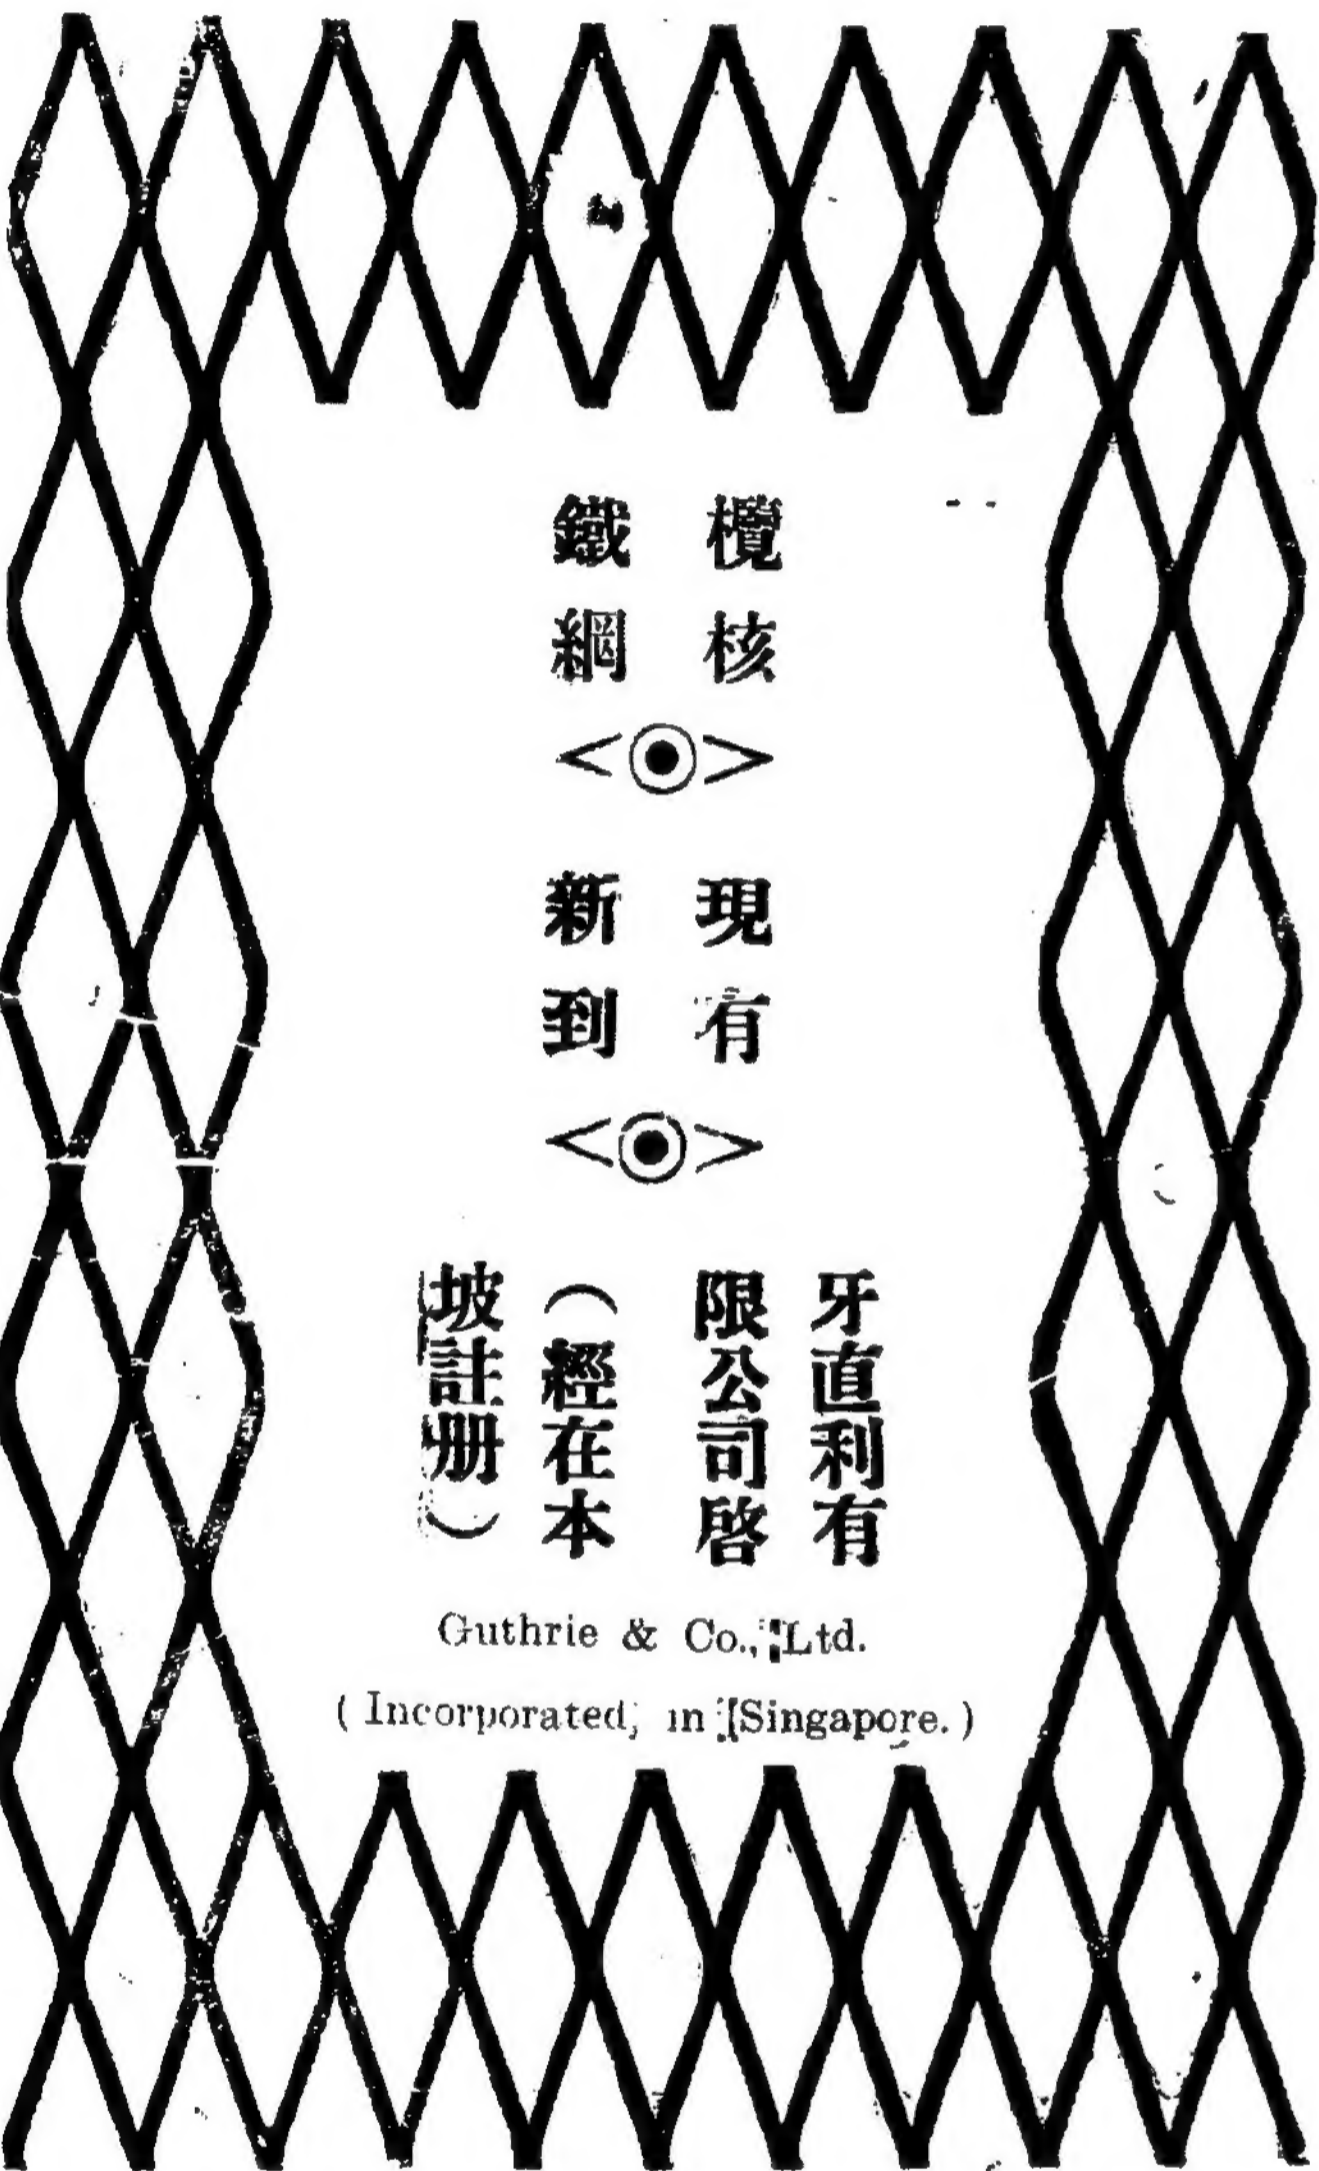 欖核
鐵網
現有
新到
牙直利有
限公司啓
（經在本
坡註册）
Guthrie & Co., Ltd.
( Incorporated in Singapore. )